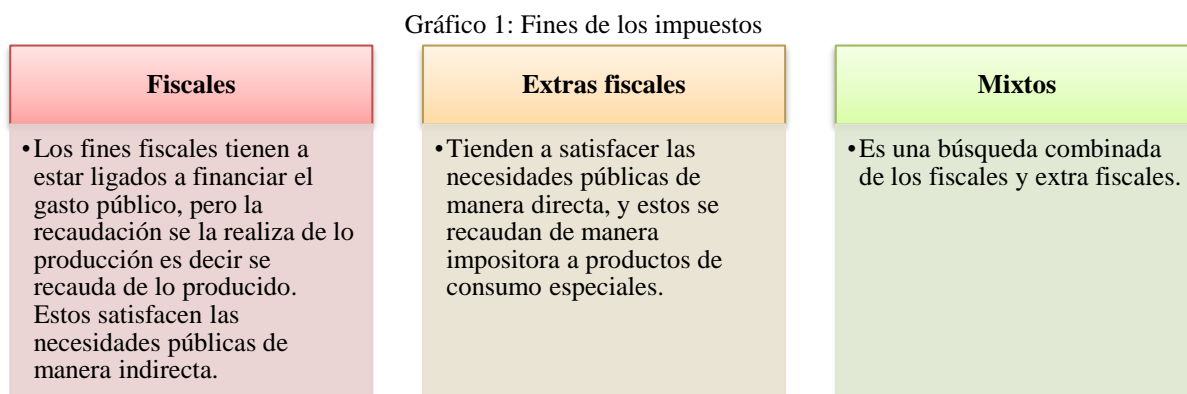 Gráfico 1: Fines de los impuestos
Fiscales
•Los fines fiscales tienen a
estar ligados a financiar el
gasto público, pero la
recaudación se la realiza de lo
producción es decir se
recauda de lo producido.
Estos satisfacen las
necesidades públicas de
manera indirecta.
Extras fiscales
•Tienden a satisfacer las
necesidades públicas de
manera directa, y estos se
recaudan de manera
impositora a productos de
consumo especiales.
Mixtos
•Es una búsqueda combinada
de los fiscales y extra fiscales.